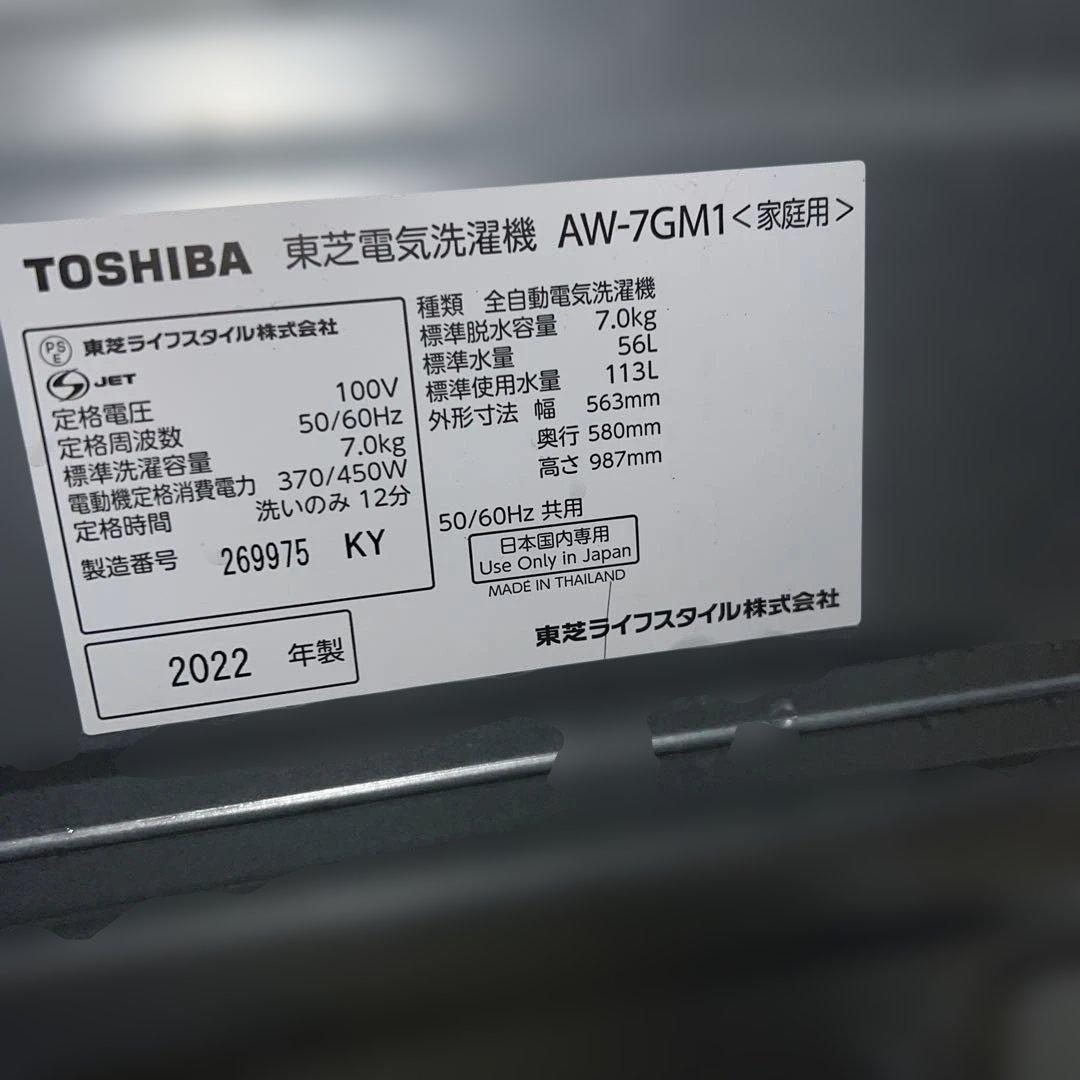 TOSHIBA 東芝電気洗濯機 AW-7GM1<家庭用>
PSE 東芝ライフスタイル株式会社
S JET
定格電圧 100V
定格周波数 50/60Hz
標準洗濯容量 7.0kg
電動機定格消費電力 370/450W
定格時間 洗いのみ 12分
製造番号 269975 KY
2022 年製
種類 全自動電気洗濯機
標準脱水容量 7.0kg
標準水量 56L
標準使用水量 113L
外形寸法 幅 563mm
奥行 580mm
高さ 987mm
50/60Hz 共用
日本国内専用
Use Only in Japan
MADE IN THAILAND
東芝ライフスタイル株式会社